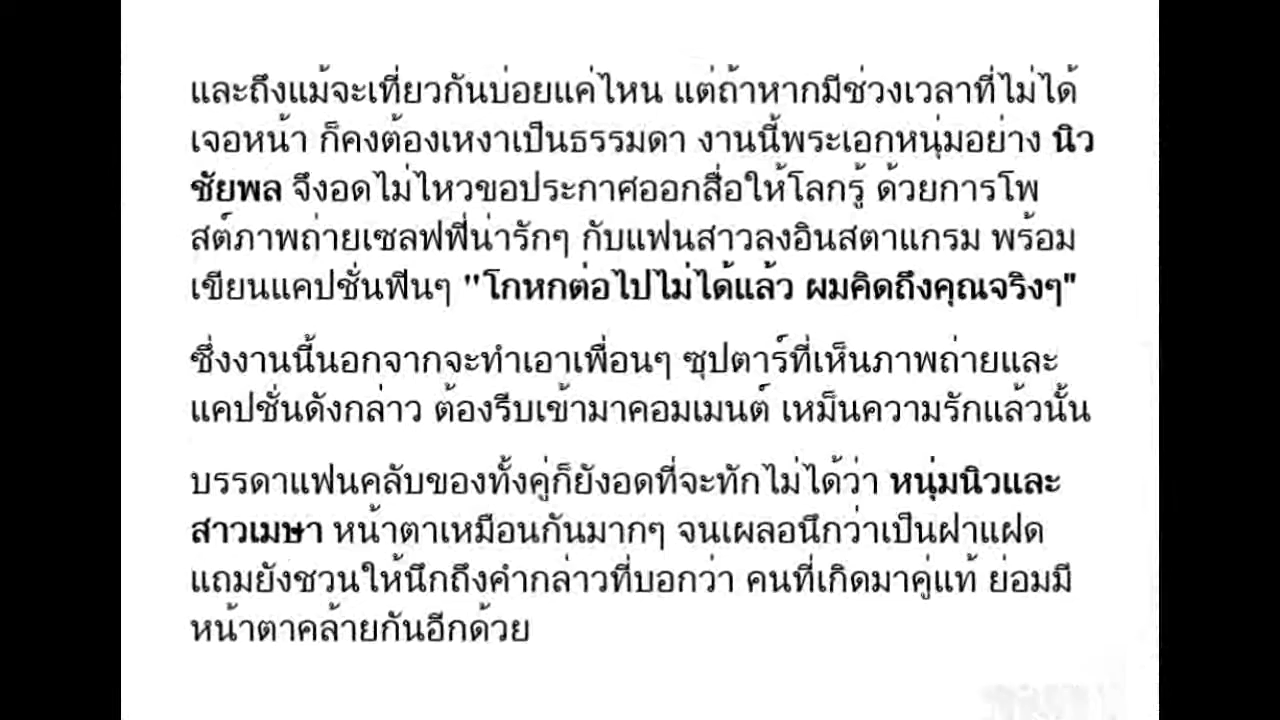 และถึงแม้จะเที่ยวกันบ่อยแค่ไหน แต่ถ้าหากมีช่วงเวลาที่ไม่ได้
เจอหน้า ก็คงต้องเหงาเป็นธรรมดา งานนี้พระเอกหนุ่มอย่าง นิว
ชัยพล จึงอดไม่ไหวขอประกาศออกสื่อให้โลกรู้ ด้วยการโพ
สต์ภาพถ่ายเซลฟฟี่น่ารักๆ กับแฟนสาวลงอินสตาแกรม พร้อม
เขียนแคปชั่นฟินๆ "โกหกต่อไปไม่ได้แล้ว ผมคิดถึงคุณจริงๆ"
ซึ่งงานนี้นอกจากจะทำเอาเพื่อนๆ ซุปตาร์ที่เห็นภาพถ่ายและ
แคปชั่นดังกล่าว ต้องรีบเข้ามาคอมเมนต์ เหม็นความรักแล้วนั้น
บรรดาแฟนคลับของทั้งคู่ก็ยังอดที่จะทักไม่ได้ว่า หนุ่มนิวและ
สาวเมษา หน้าตาเหมือนกันมากๆ จนเผลอนึกว่าเป็นฝาแฝด
แถมยังชวนให้นึกถึงคำกล่าวที่บอกว่า คนที่เกิดมาคู่แท้ ย่อมมี
หน้าตาคล้ายกันอีกด้วย